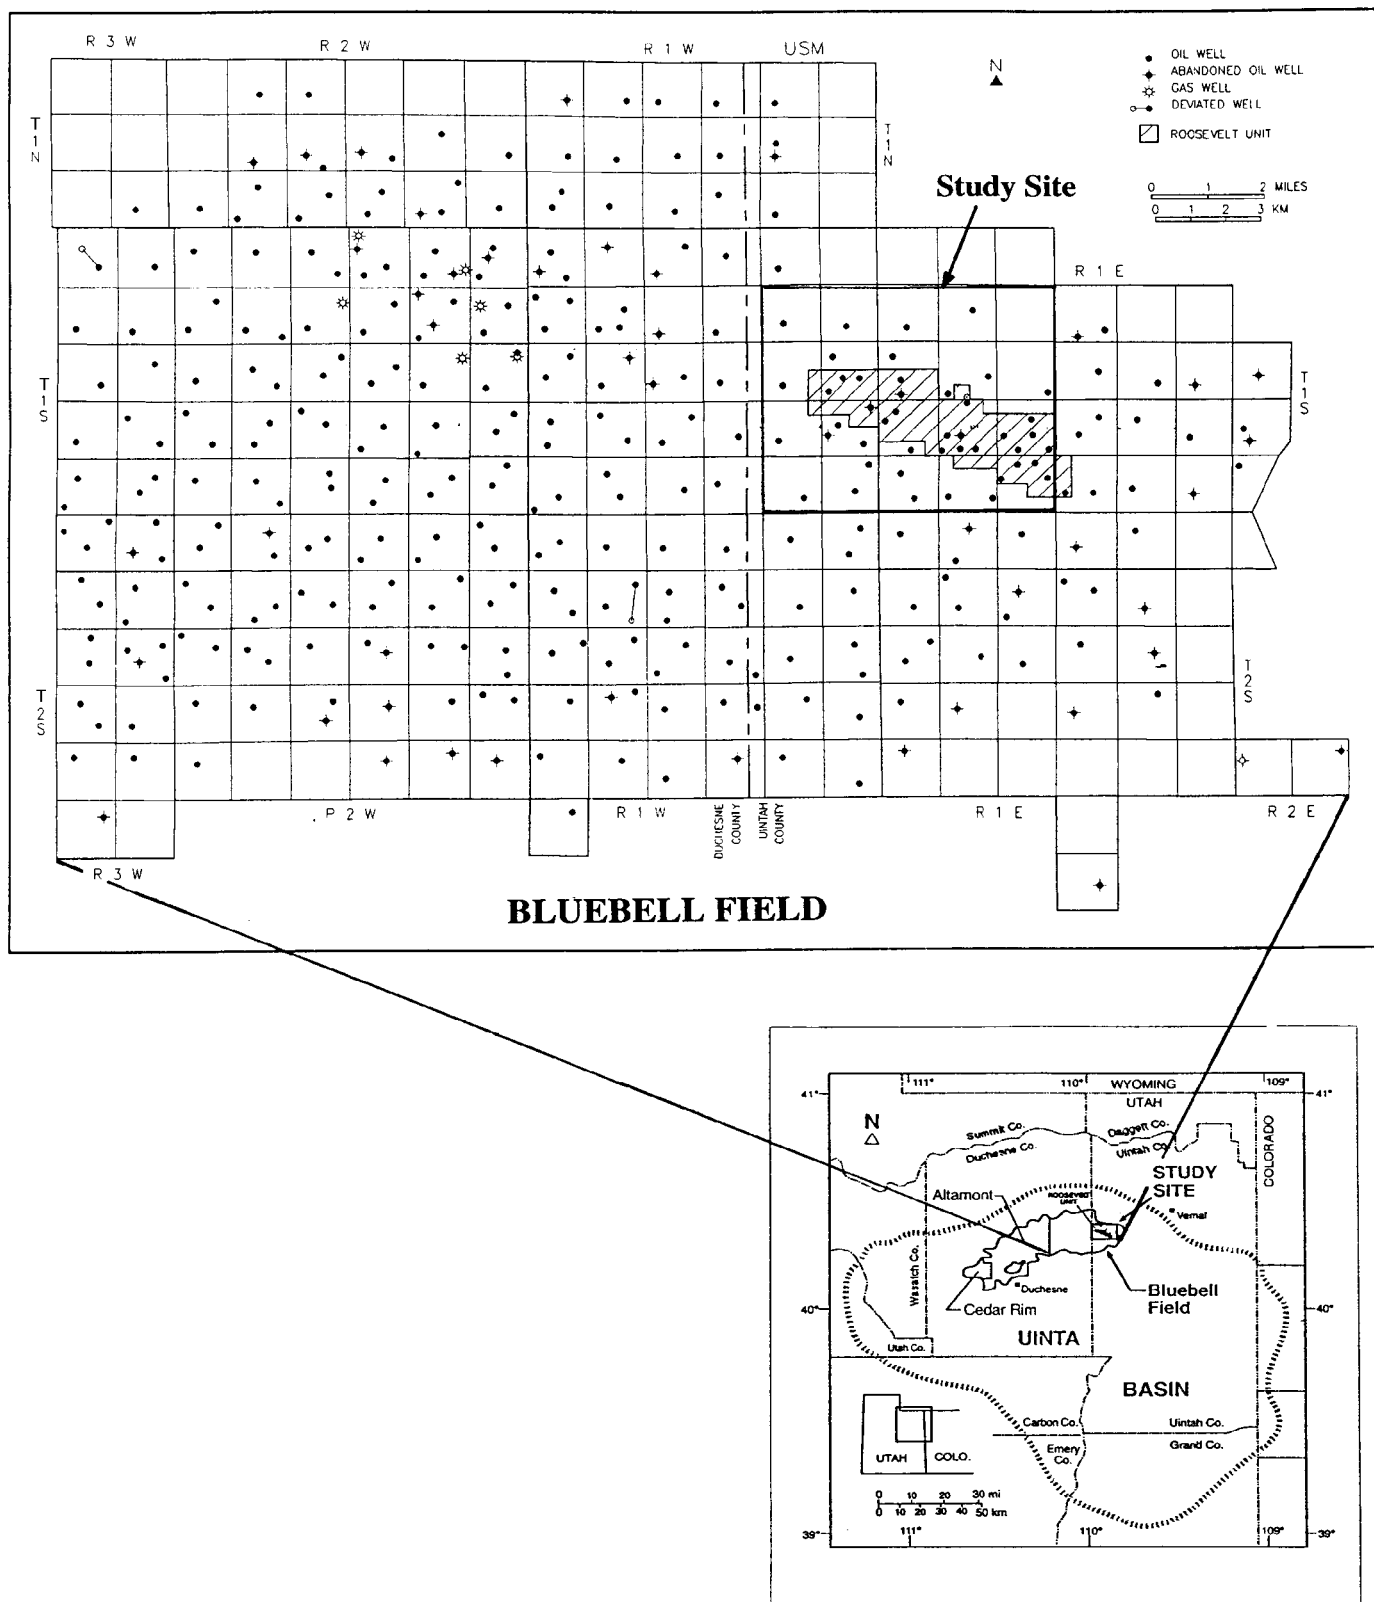 R 3 W
R 2 W
R 1 W
USM
N
OIL WELL
ABANDONED OIL WELL
GAS WELL
DEVIATED WELL
ROOSEVELT UNIT
T
1
N
T
1
N
Study Site
0 1 2 MILES
0 1 2 3 KM
R 1 E
T
1
S
T
1
S
T
2
S
T
2
S
. P 2 W
R 1 W
DUCHESNE
COUNTY
UINTAH
COUNTY
R 1 E
R 2 E
R 3 W
BLUEBELL FIELD
111°
110°
109°
WYOMING
UTAH
41°
41°
N
Summit Co.
Duchesne Co.
Daggett Co.
Uintah Co.
COLORADO
STUDY
SITE
Altamont
ROOSEVELT
UNIT
Vernal
Wasatch Co.
Duchesne
Bluebell
Field
Cedar Rim
40°
40°
UINTA
Utah Co.
BASIN
Carbon Co.
Uintah Co.
Emery
Co.
Grand Co.
UTAH
COLO.
0 10 20 30 mi
0 10 20 30 40 50 km
39°
39°
111°
110°
109°